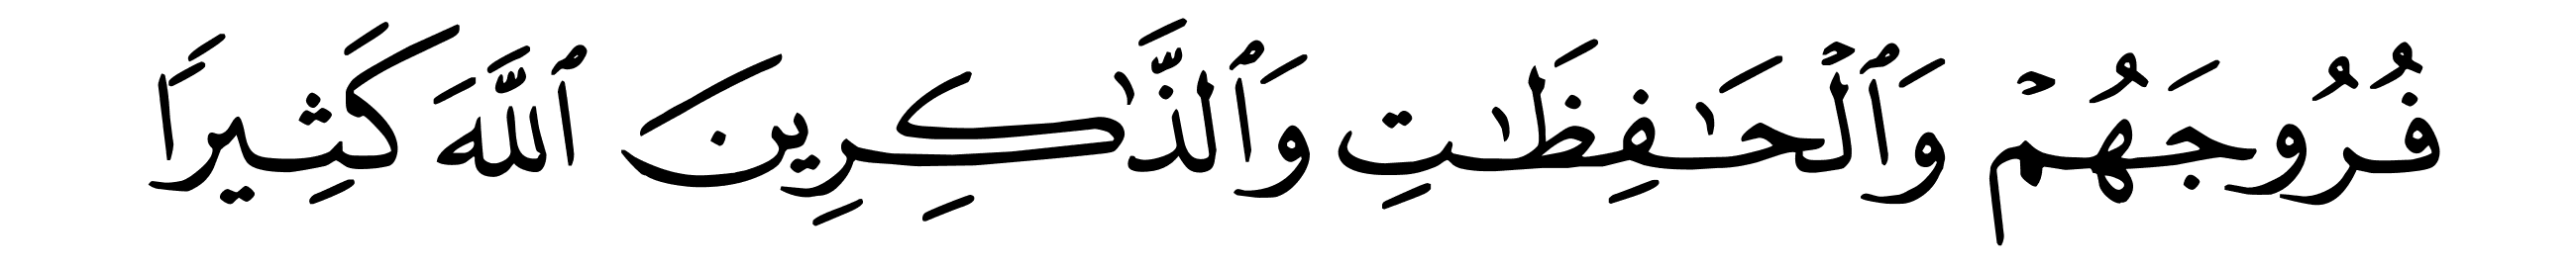 فُرُوجَهُمْ وَٱلْحَـٰفِظَـٰتِ وَٱلذَّٰكِرِينَ ٱللَّهَ كَثِيرًا